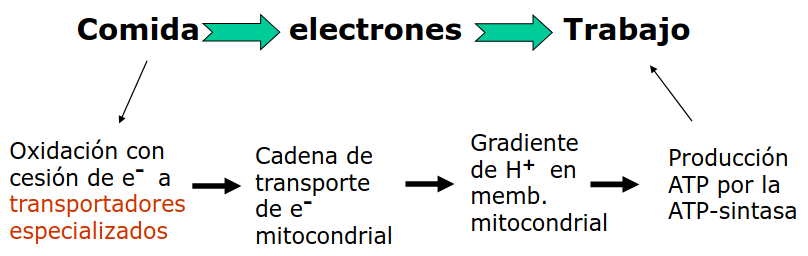 Comida electrones Trabajo
Oxidación con
cesión de e- a
transportadores
especializados
Cadena de
transporte
de e-
mitocondrial
Gradiente
de H+ en
memb.
mitocondrial
Producción
ATP por la
ATP-sintasa